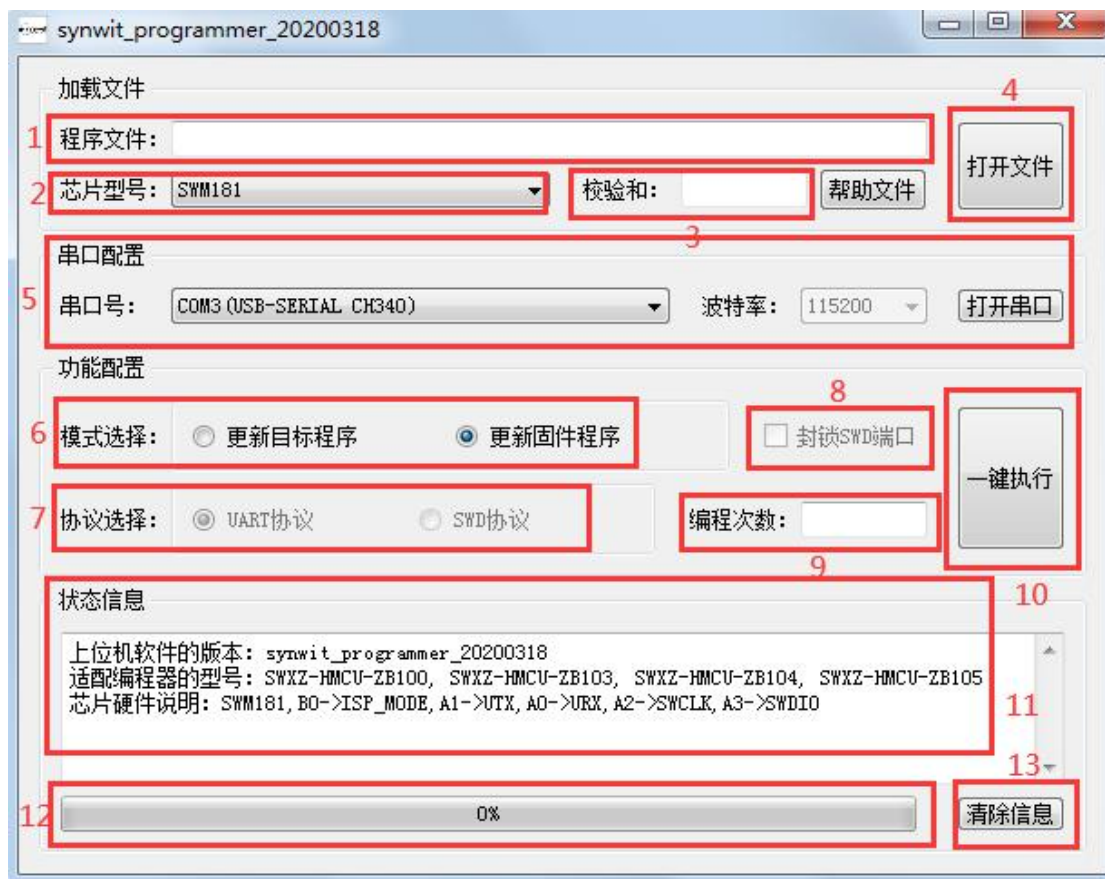 synwit_programmer_20200318
加载文件
4
1 程序文件:
打开文件
2 芯片型号: SWM181 校验和: 帮助文件
3
串口配置
5 串口号: COM3(USB-SERIAL CH340) 波特率: 115200 打开串口
功能配置
8
6 模式选择: 更新目标程序 更新固件程序 封锁SWD端口
一键执行
7 协议选择: UART协议 SWD协议 编程次数:
9
10
状态信息
上位机软件的版本: synwit_programmer_20200318
适配编程器的型号: SWXZ-HMCU-ZB100, SWXZ-HMCU-ZB103, SWXZ-HMCU-ZB104, SWXZ-HMCU-ZB105
芯片硬件说明: SWM181,B0->ISP_MODE,A1->UTX,A0->URX,A2->SWCLK,A3->SWDIO
11
13
12 0% 清除信息